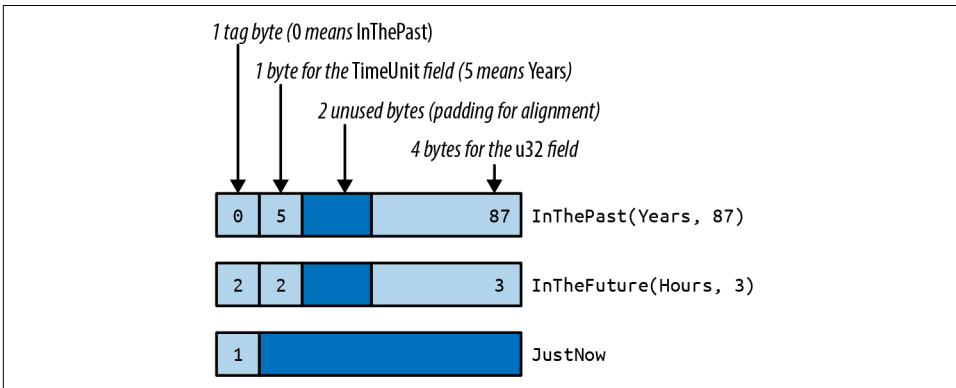 1 tag byte (0 means InThePast)
1 byte for the TimeUnit field (5 means Years)
2 unused bytes (padding for alignment)
4 bytes for the u32 field
0 5 87 InThePast(Years, 87)
2 2 3 InTheFuture(Hours, 3)
1 JustNow